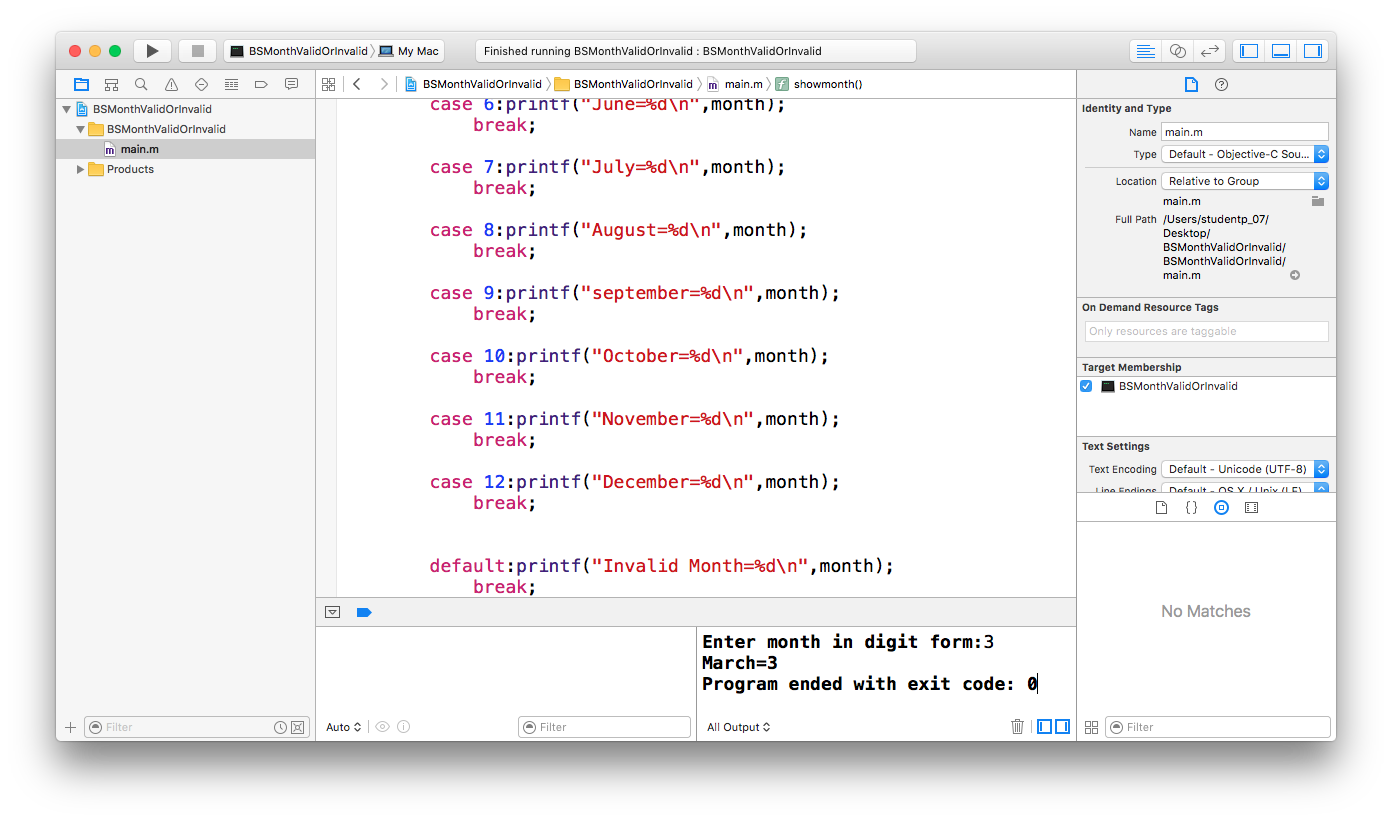 BSMonthValidOrInvalid My Mac Finished running BSMonthValidOrInvalid : BSMonthValidOrInvalid
BSMonthValidOrInvalid
BSMonthValidOrInvalid
main.m
Products
Filter
BSMonthValidOrInvalid BSMonthValidOrInvalid main.m showmonth()
case 6:printf("June=%d\n",month);
break;
case 7:printf("July=%d\n",month);
break;
case 8:printf("August=%d\n",month);
break;
case 9:printf("september=%d\n",month);
break;
case 10:printf("October=%d\n",month);
break;
case 11:printf("November=%d\n",month);
break;
case 12:printf("December=%d\n",month);
break;
default:printf("Invalid Month=%d\n",month);
break;
Auto Filter
Enter month in digit form:3
March=3
Program ended with exit code: 0
All Output
Identity and Type
Name main.m
Type Default - Objective-C Sou...
Location Relative to Group
main.m
Full Path /Users/studentp_07/
Desktop/
BSMonthValidOrInvalid/
BSMonthValidOrInvalid/
main.m
On Demand Resource Tags
Only resources are taggable
Target Membership
BSMonthValidOrInvalid
Text Settings
Text Encoding Default - Unicode (UTF-8)
Line Endings Default - OS X / Unix (LF)
No Matches
Filter